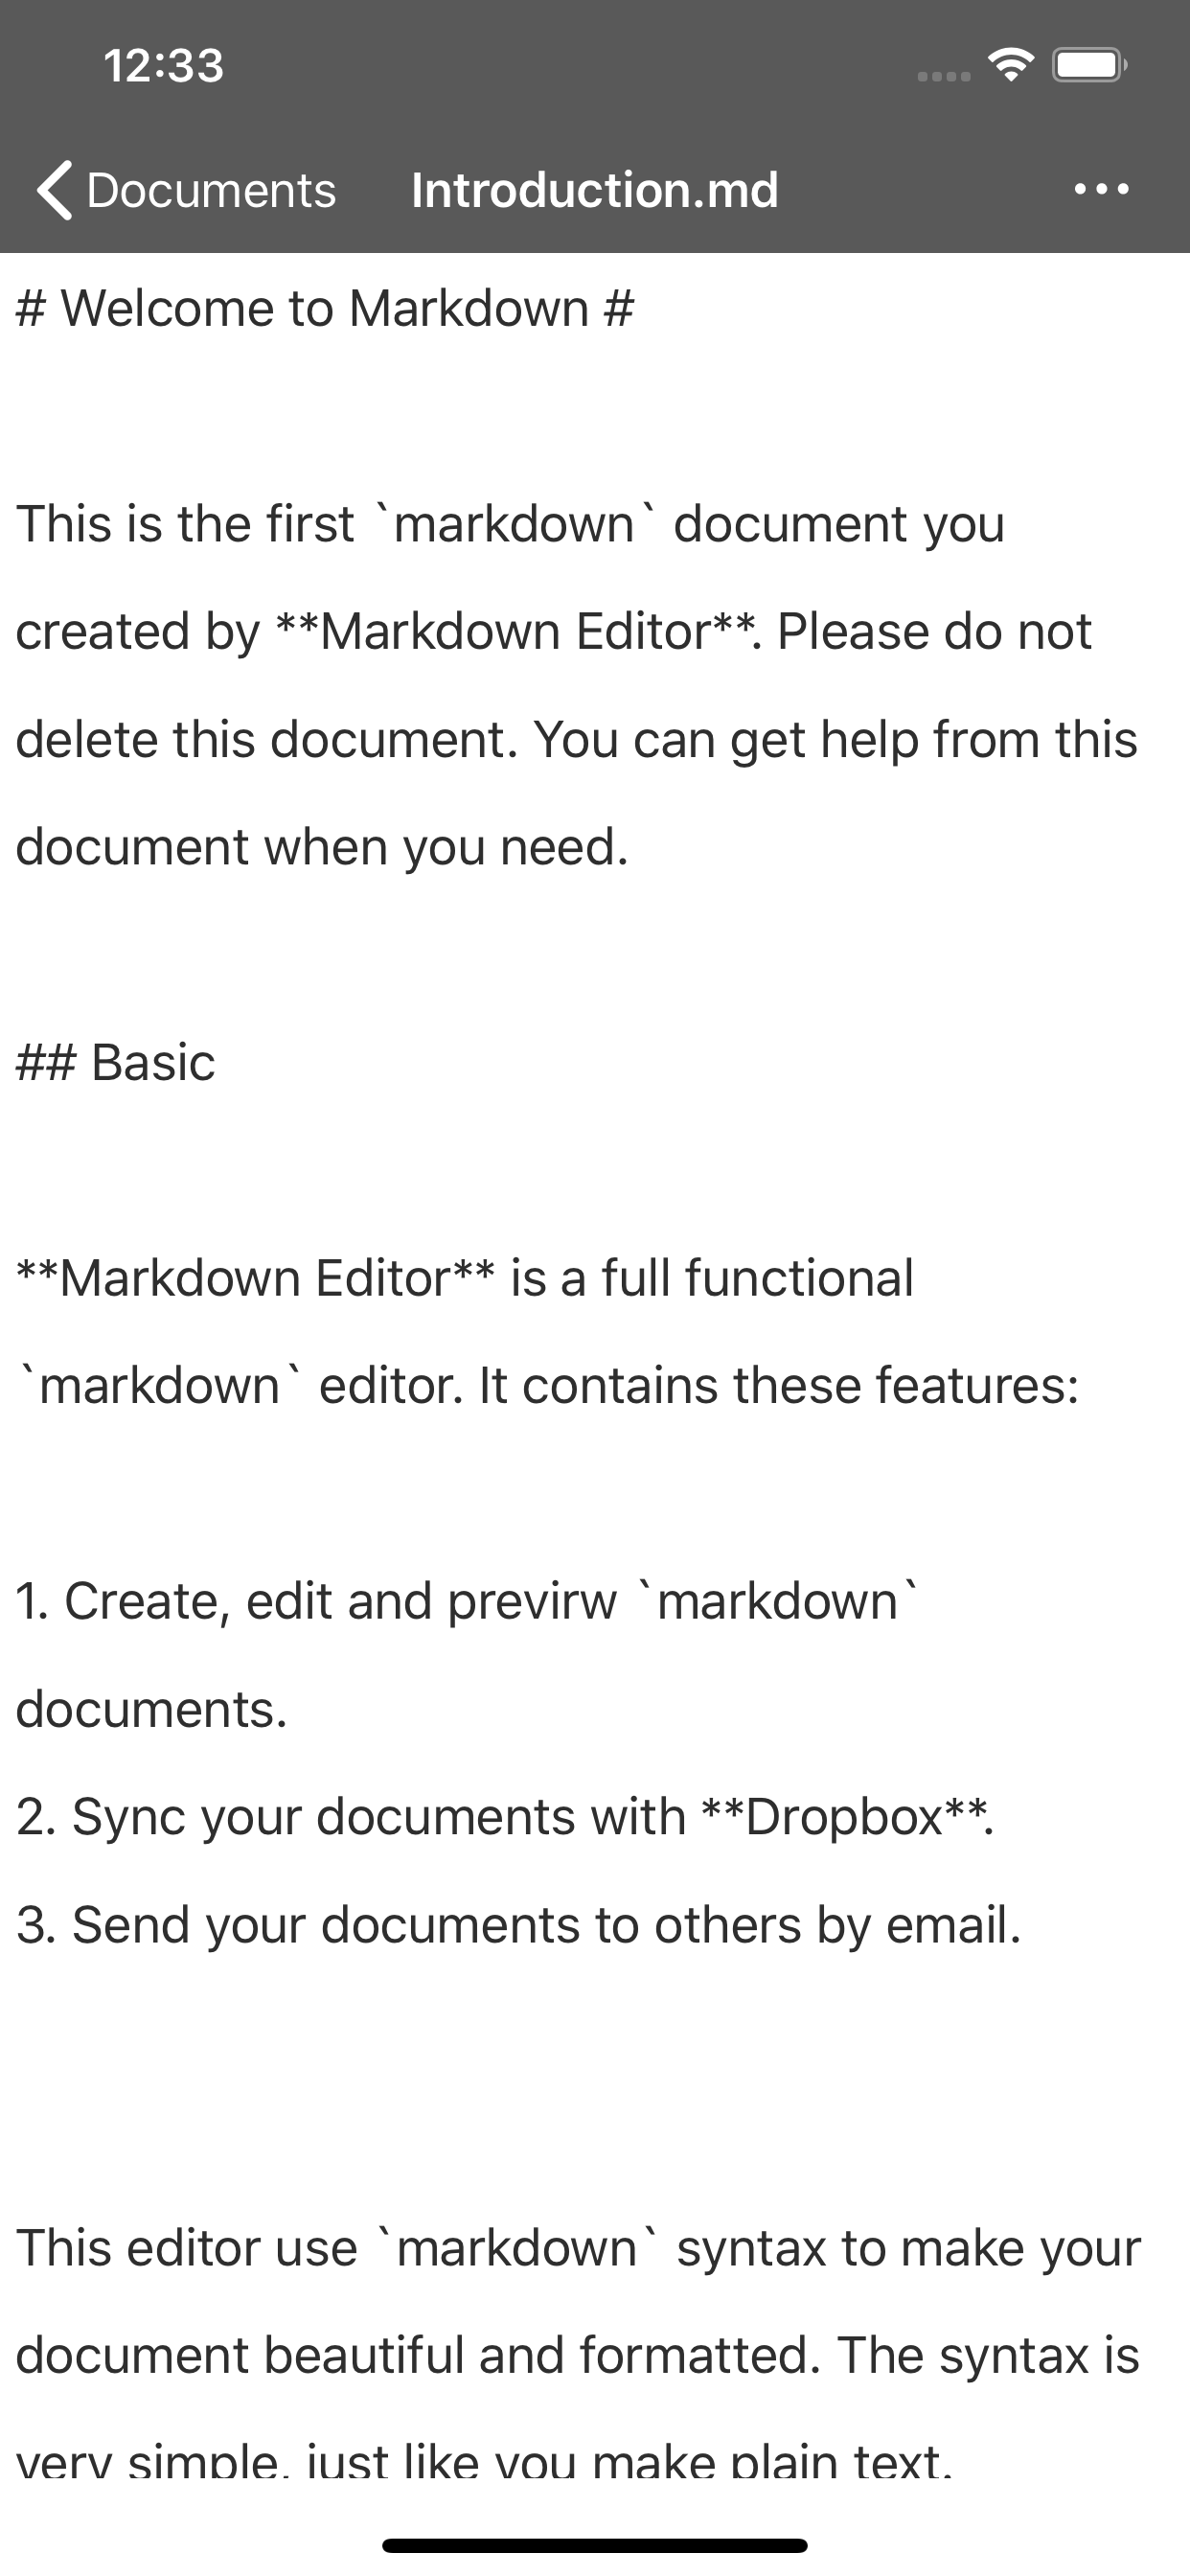 12:33
Documents Introduction.md
# Welcome to Markdown #
This is the first `markdown` document you
created by **Markdown Editor**. Please do not
delete this document. You can get help from this
document when you need.
## Basic
**Markdown Editor** is a full functional
`markdown` editor. It contains these features:
1. Create, edit and previrw `markdown`
documents.
2. Sync your documents with **Dropbox**.
3. Send your documents to others by email.
This editor use `markdown` syntax to make your
document beautiful and formatted. The syntax is
very simple, just like you make plain text.